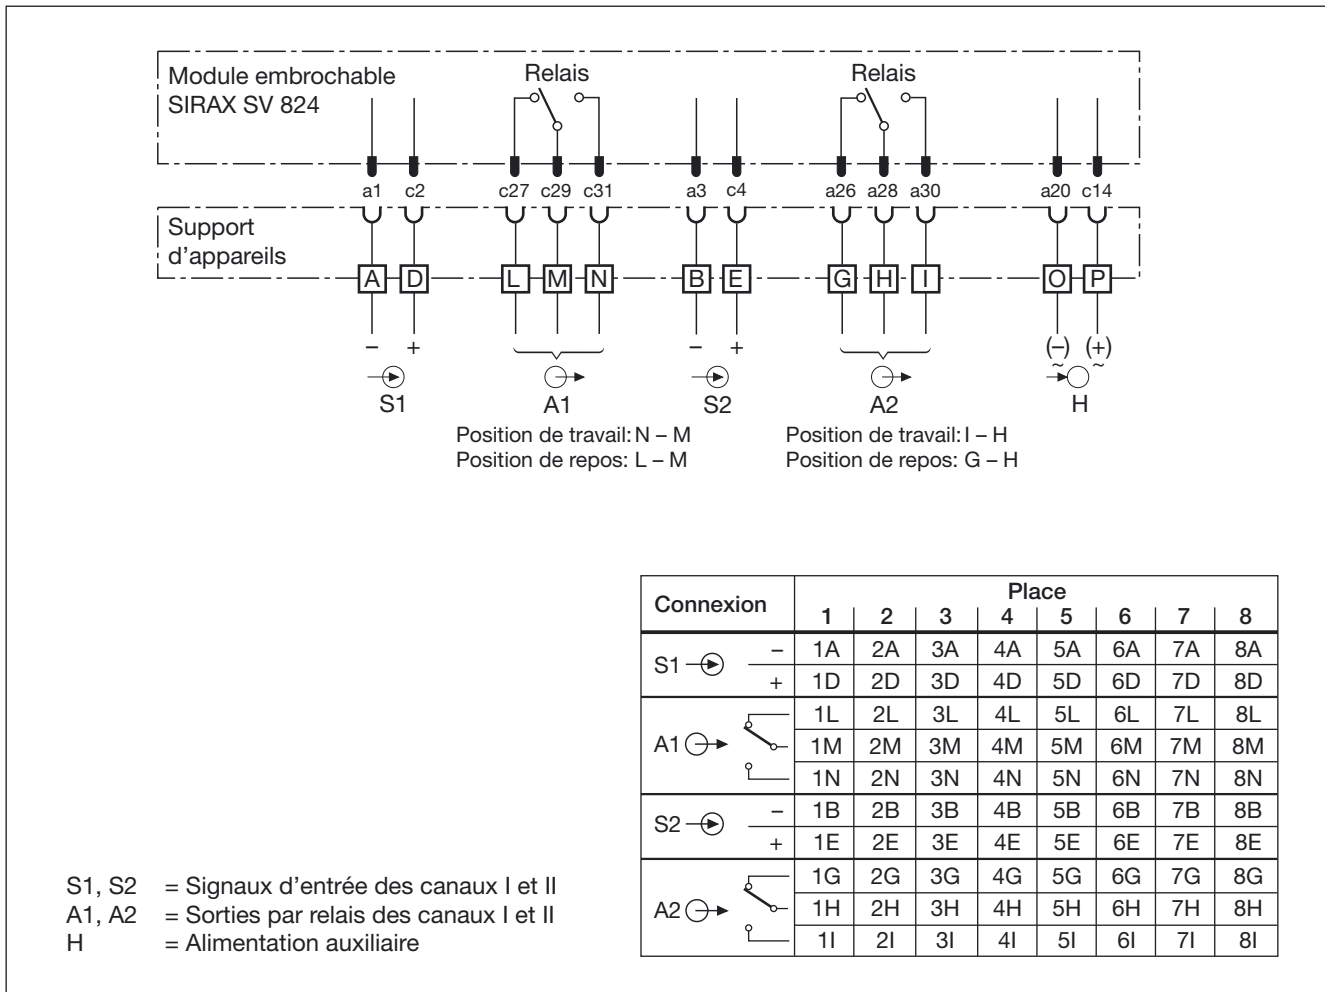 Module embrochable
SIRAX SV 824
Relais
Relais
a1 c2 c27 c29 c31 a3 c4 a26 a28 a30 a20 c14
Support
d’appareils
A D L M N B E G H I O P
– + – + (–) (+)
~ ~
S1 A1 S2 A2 H
Position de travail: N – M
Position de repos: L – M
Position de travail: I – H
Position de repos: G – H
Connexion Place
1 2 3 4 5 6 7 8
S1 – 1A 2A 3A 4A 5A 6A 7A 8A
+ 1D 2D 3D 4D 5D 6D 7D 8D
1L 2L 3L 4L 5L 6L 7L 8L
A1 1M 2M 3M 4M 5M 6M 7M 8M
1N 2N 3N 4N 5N 6N 7N 8N
S2 – 1B 2B 3B 4B 5B 6B 7B 8B
+ 1E 2E 3E 4E 5E 6E 7E 8E
1G 2G 3G 4G 5G 6G 7G 8G
A2 1H 2H 3H 4H 5H 6H 7H 8H
1I 2I 3I 4I 5I 6I 7I 8I
S1, S2 = Signaux d’entrée des canaux I et II
A1, A2 = Sorties par relais des canaux I et II
H = Alimentation auxiliaire